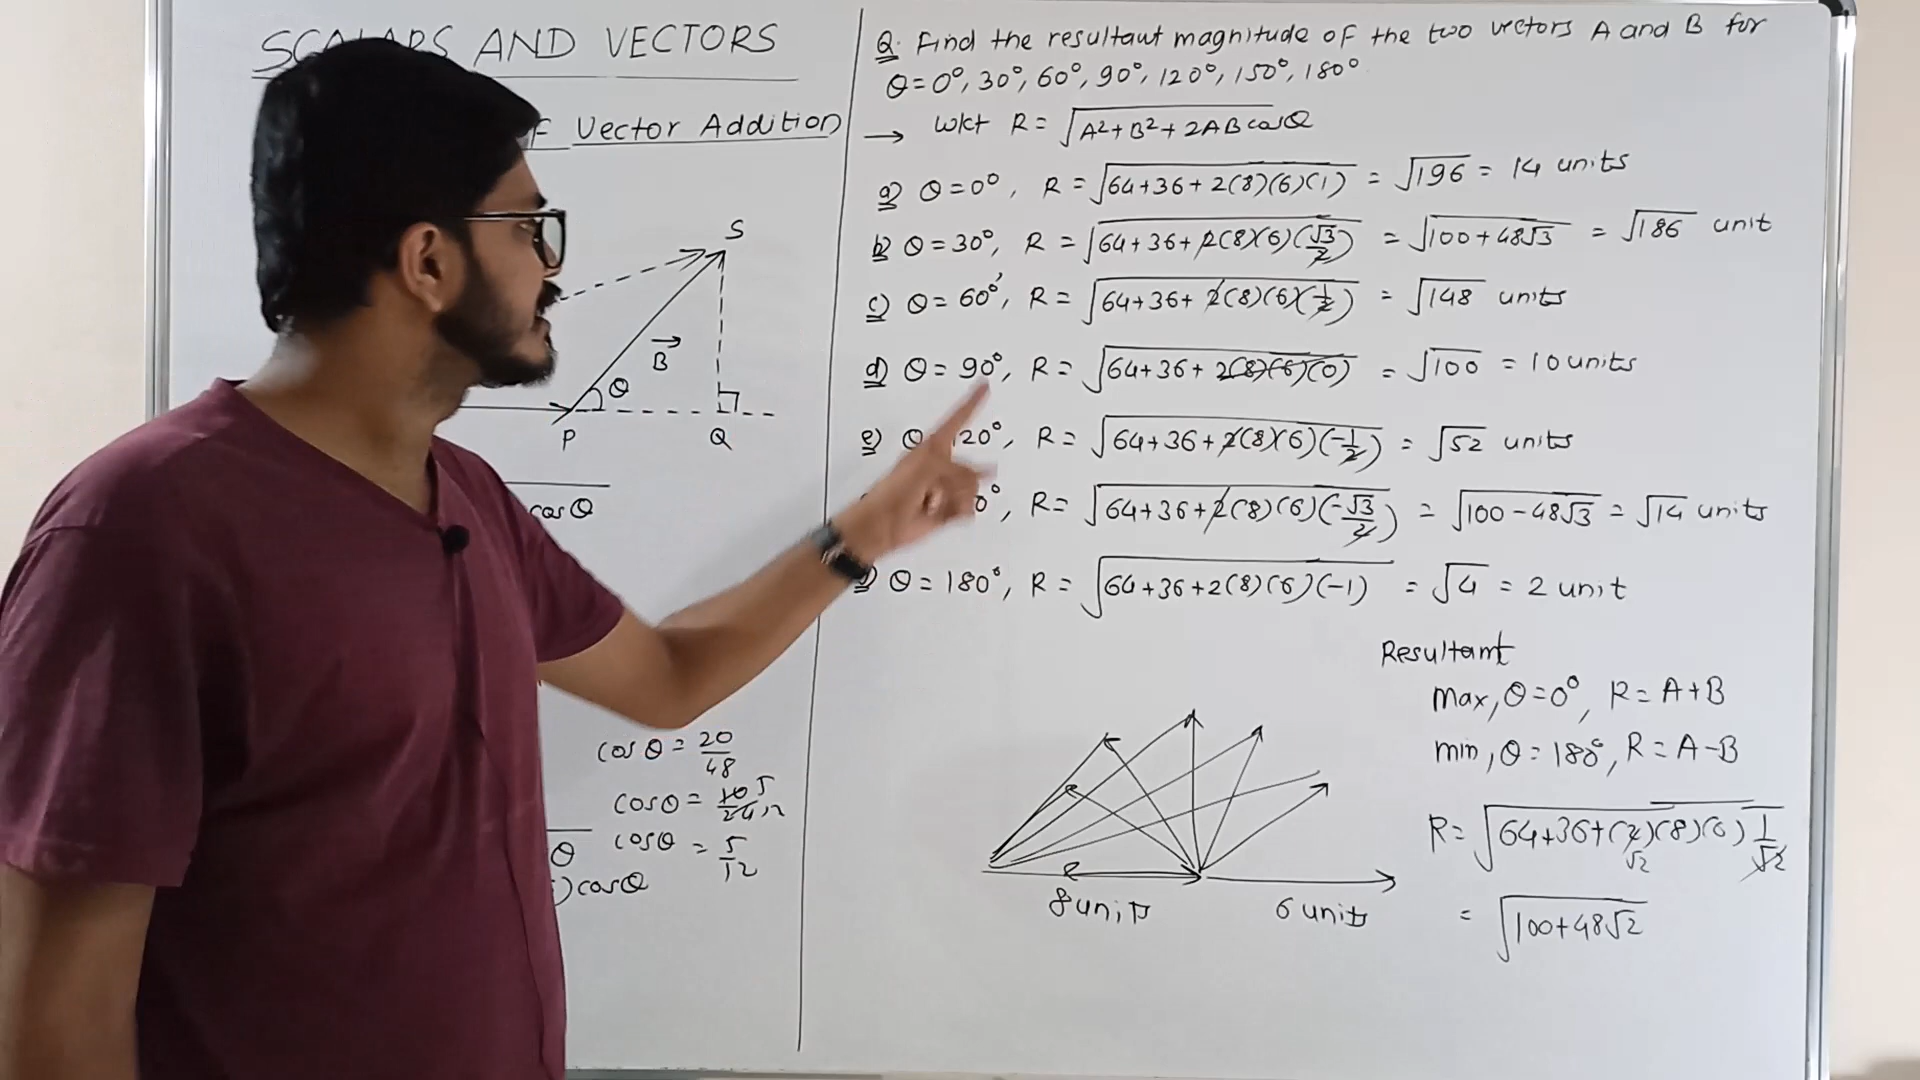 SCALARS AND VECTORS
Vector Addition
S
B
θ
P Q
cosθ
cosθ = 20/48
cosθ = 10/24 5/12
cosθ = 5/12
θ
)cosθ
Q. Find the resultant magnitude of the two vectors A and B for
θ=0°, 30°, 60°, 90°, 120°, 150°, 180°
→ Wkt R = √A²+B²+2ABcosθ
a) θ=0°, R = √64+36+2(8)(6)(1) = √196 = 14 units
b) θ=30°, R = √64+36+2(8)(6)(√3/2) = √100+48√3 = √186 unit
c) θ=60°, R = √64+36+2(8)(6)(1/2) = √148 units
d) θ=90°, R = √64+36+2(8)(6)(0) = √100 = 10 units
e) θ 120°, R = √64+36+2(8)(6)(-1/2) = √52 units
0°, R = √64+36+2(8)(6)(-√3/2) = √100-48√3 = √14 units
θ=180°, R = √64+36+2(8)(6)(-1) = √4 = 2 unit
Resultant
max, θ=0°, R=A+B
min, θ=180°, R=A-B
8 units 6 units
R = √64+36+(2)(8)(6) 1/√2 √2
= √100+48√2